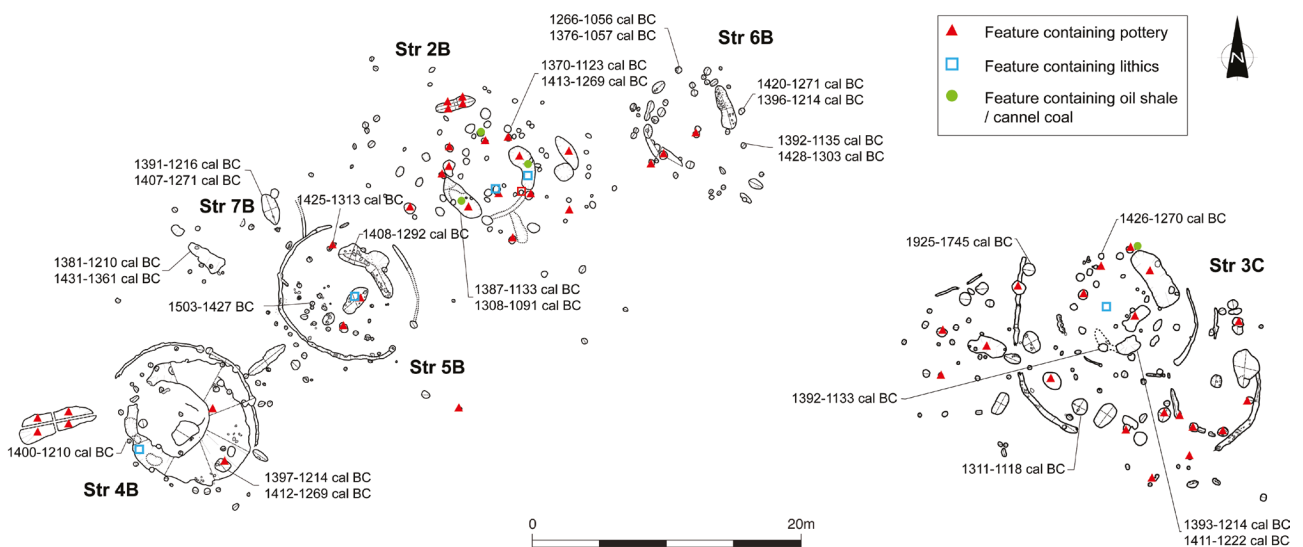 1266-1056 cal BC
1376-1057 cal BC
Str 6B
Str 2B
1370-1123 cal BC
1413-1269 cal BC
1420-1271 cal BC
1396-1214 cal BC
1392-1135 cal BC
1428-1303 cal BC
Feature containing pottery
Feature containing lithics
Feature containing oil shale
/ cannel coal
N
1391-1216 cal BC
1407-1271 cal BC
Str 7B
1425-1313 cal BC
1408-1292 cal BC
1381-1210 cal BC
1431-1361 cal BC
1503-1427 BC
1387-1133 cal BC
1308-1091 cal BC
Str 5B
1426-1270 cal BC
1925-1745 cal BC
Str 3C
1392-1133 cal BC
1400-1210 cal BC
Str 4B
1397-1214 cal BC
1412-1269 cal BC
1311-1118 cal BC
1393-1214 cal BC
1411-1222 cal BC
0
20m